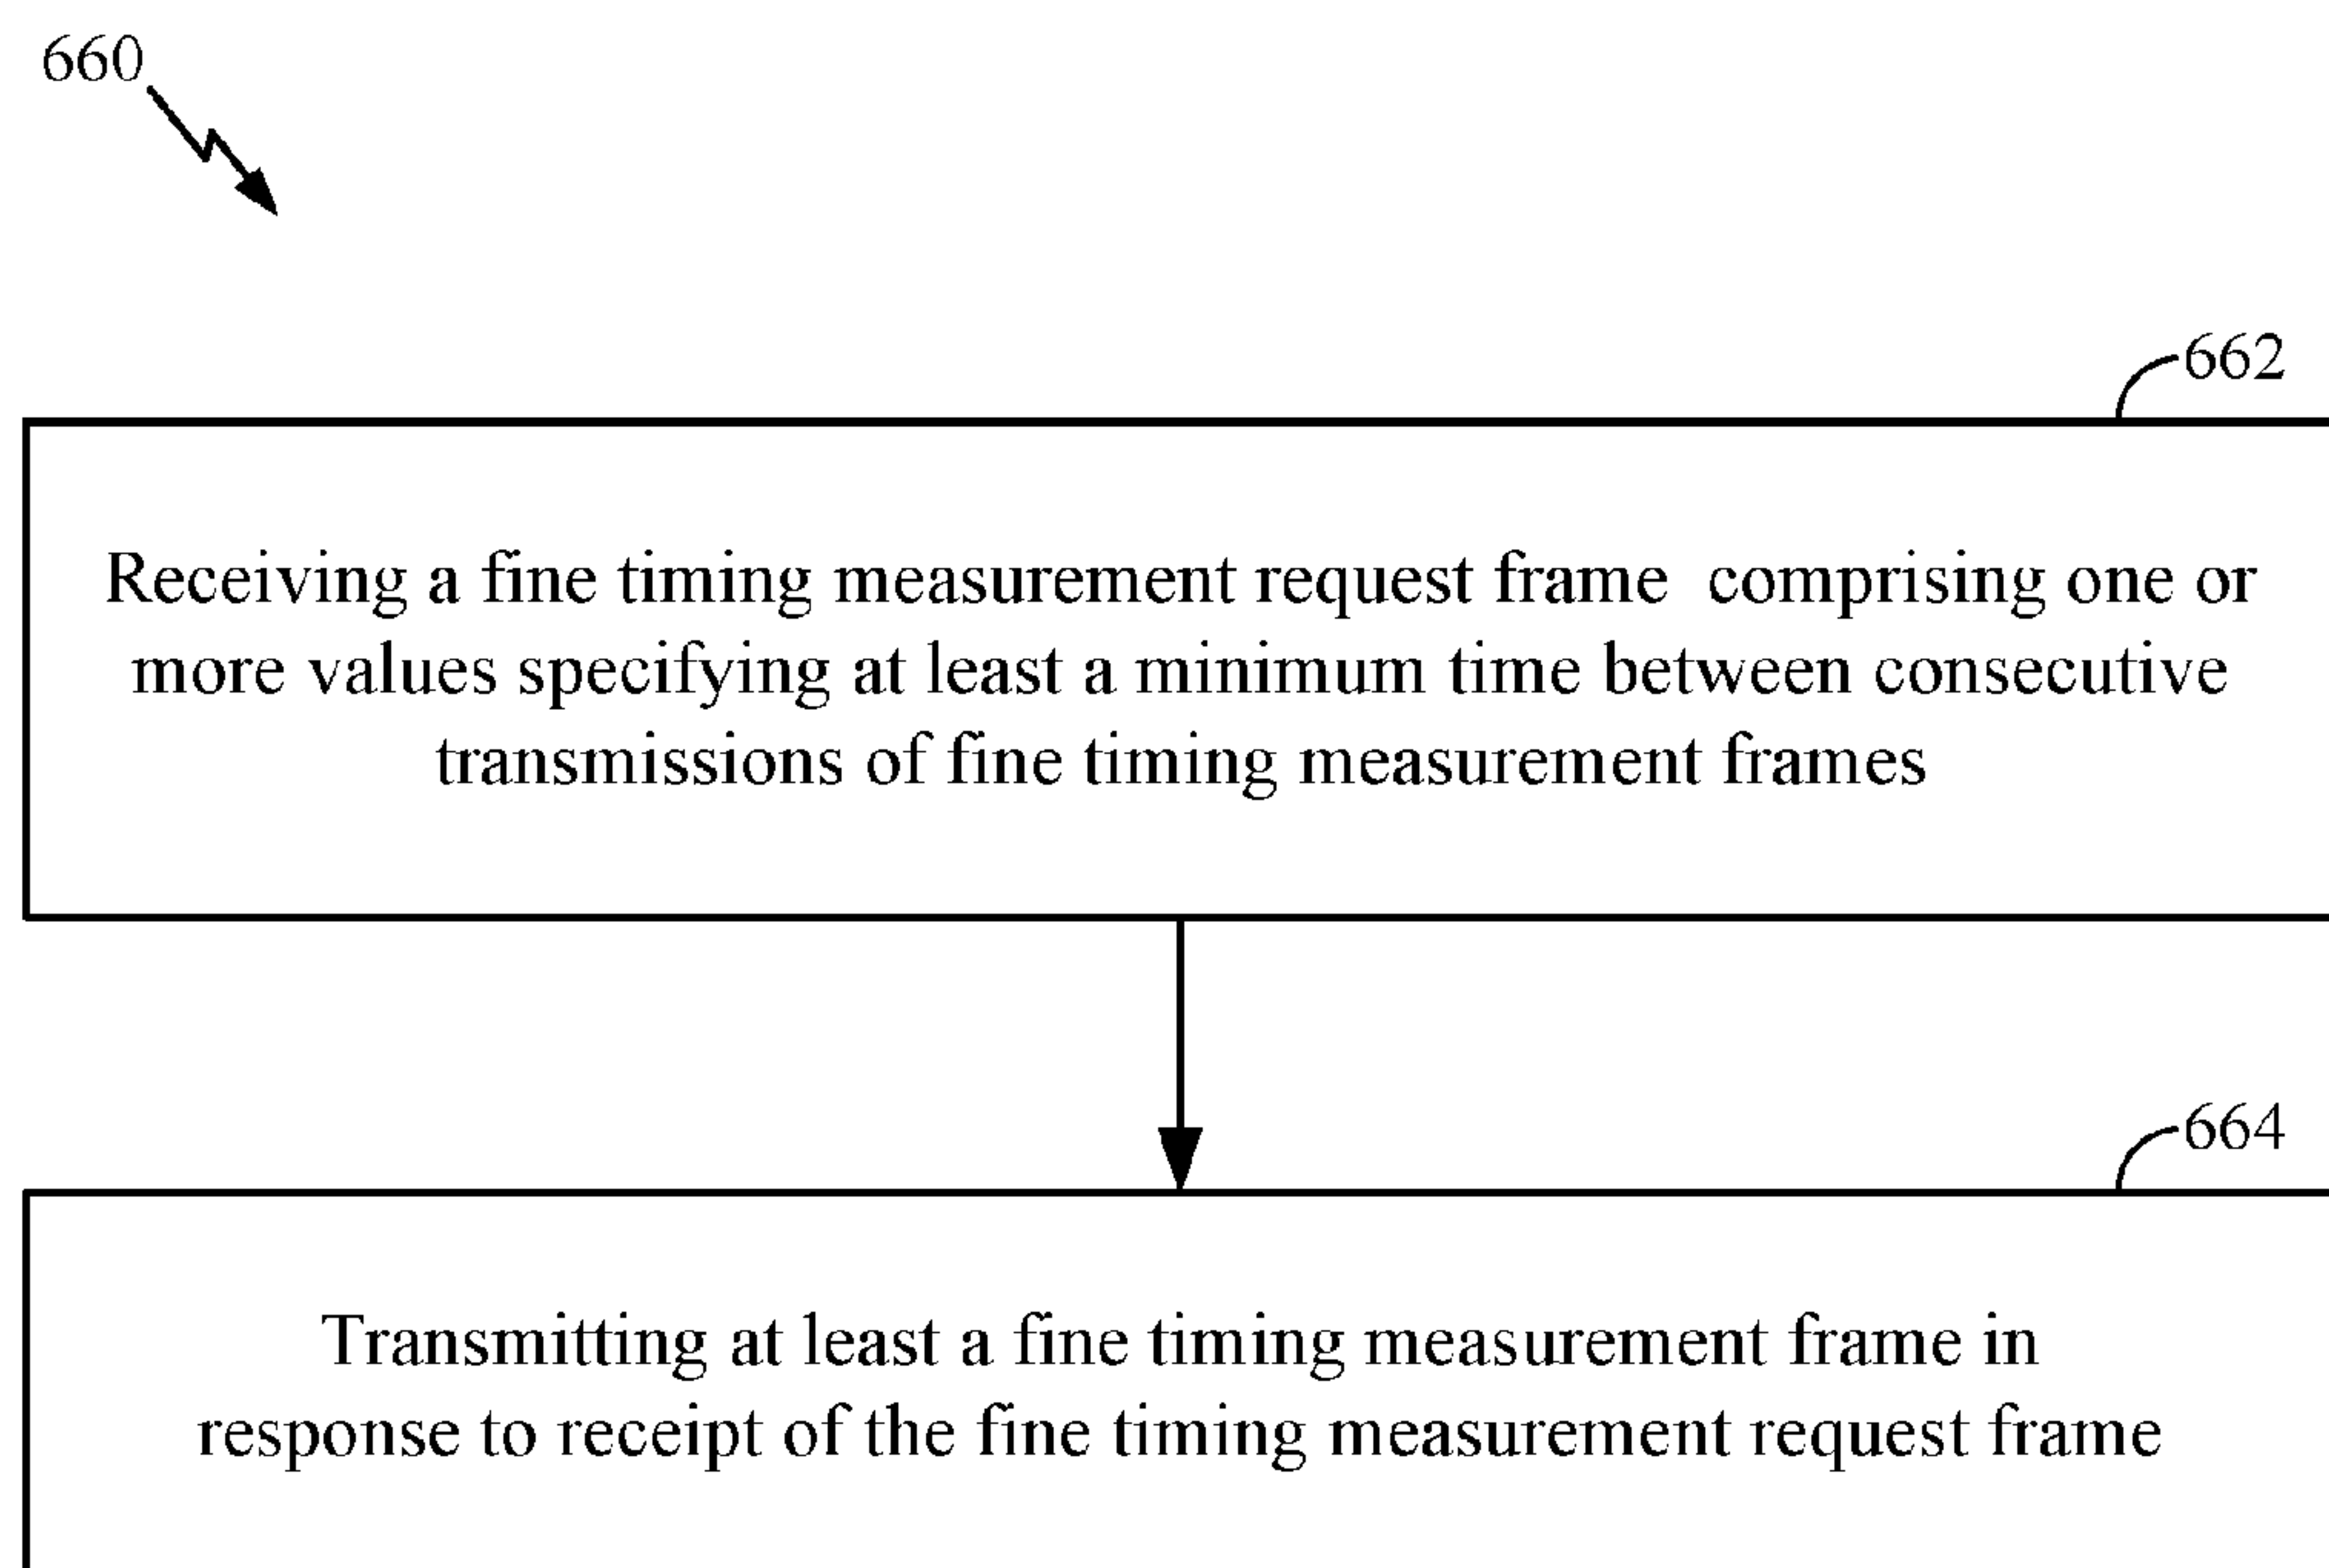 660
662
Receiving a fine timing measurement request frame comprising one or
more values specifying at least a minimum time between consecutive
transmissions of fine timing measurement frames
664
Transmitting at least a fine timing measurement frame in
response to receipt of the fine timing measurement request frame